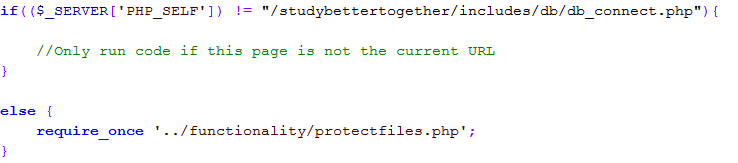 if(($_SERVER['PHP_SELF']) != "/studybettertogether/includes/db/db_connect.php"){
//Only run code if this page is not the current URL
}
else {
require_once '../functionality/protectfiles.php';
}